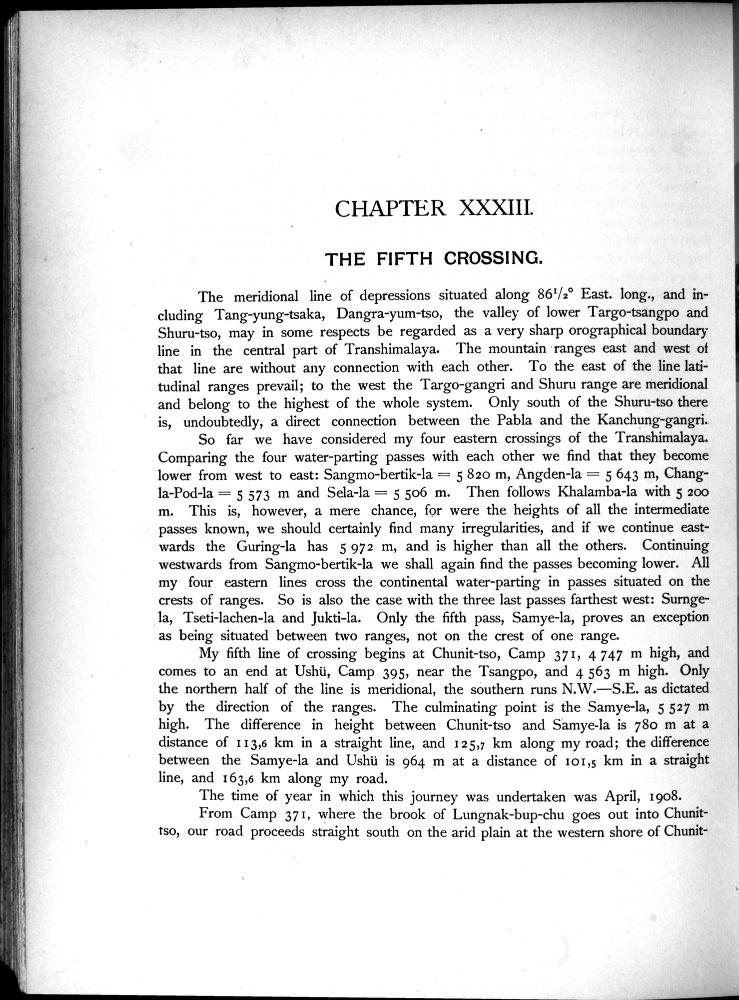 CHAPTER XXXIII.
THE FIFTH CROSSING.
The meridional line of depressions situated along 86¹/₂° East. long., and in-
cluding Tang-yung-tsaka, Dangra-yum-tso, the valley of lower Targo-tsangpo and
Shuru-tso, may in some respects be regarded as a very sharp orographical boundary
line in the central part of Transhimalaya. The mountain ranges east and west of
that line are without any connection with each other. To the east of the line lati-
tudinal ranges prevail; to the west the Targo-gangri and Shuru range are meridional
and belong to the highest of the whole system. Only south of the Shuru-tso there
is, undoubtedly, a direct connection between the Pabla and the Kanchung-gangri.
So far we have considered my four eastern crossings of the Transhimalaya.
Comparing the four water-parting passes with each other we find that they become
lower from west to east: Sangmo-bertik-la = 5 820 m, Angden-la = 5 643 m, Chang-
la-Pod-la = 5 573 m and Sela-la = 5 506 m. Then follows Khalamba-la with 5 200
m. This is, however, a mere chance, for were the heights of all the intermediate
passes known, we should certainly find many irregularities, and if we continue east-
wards the Guring-la has 5 972 m, and is higher than all the others. Continuing
westwards from Sangmo-bertik-la we shall again find the passes becoming lower. All
my four eastern lines cross the continental water-parting in passes situated on the
crests of ranges. So is also the case with the three last passes farthest west: Surnge-
la, Tseti-lachen-la and Jukti-la. Only the fifth pass, Samye-la, proves an exception
as being situated between two ranges, not on the crest of one range.
My fifth line of crossing begins at Chunit-tso, Camp 371, 4 747 m high, and
comes to an end at Ushü, Camp 395, near the Tsangpo, and 4 563 m high. Only
the northern half of the line is meridional, the southern runs N.W.—S.E. as dictated
by the direction of the ranges. The culminating point is the Samye-la, 5 527 m
high. The difference in height between Chunit-tso and Samye-la is 780 m at a
distance of 113,6 km in a straight line, and 125,7 km along my road; the difference
between the Samye-la and Ushü is 964 m at a distance of 101,5 km in a straight
line, and 163,6 km along my road.
The time of year in which this journey was undertaken was April, 1908.
From Camp 371, where the brook of Lungnak-bup-chu goes out into Chunit-
tso, our road proceeds straight south on the arid plain at the western shore of Chunit-